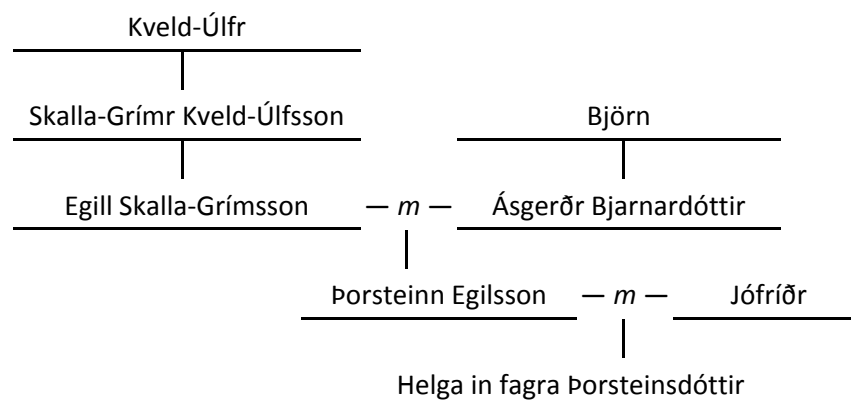 Kveld-Úlfr
Skalla-Grímr Kveld-Úlfsson Björn
Egill Skalla-Grímsson — m — Ásgerðr Bjarnardóttir
Þorsteinn Egilsson — m — Jófríðr
Helga in fagra Þorsteinsdóttir